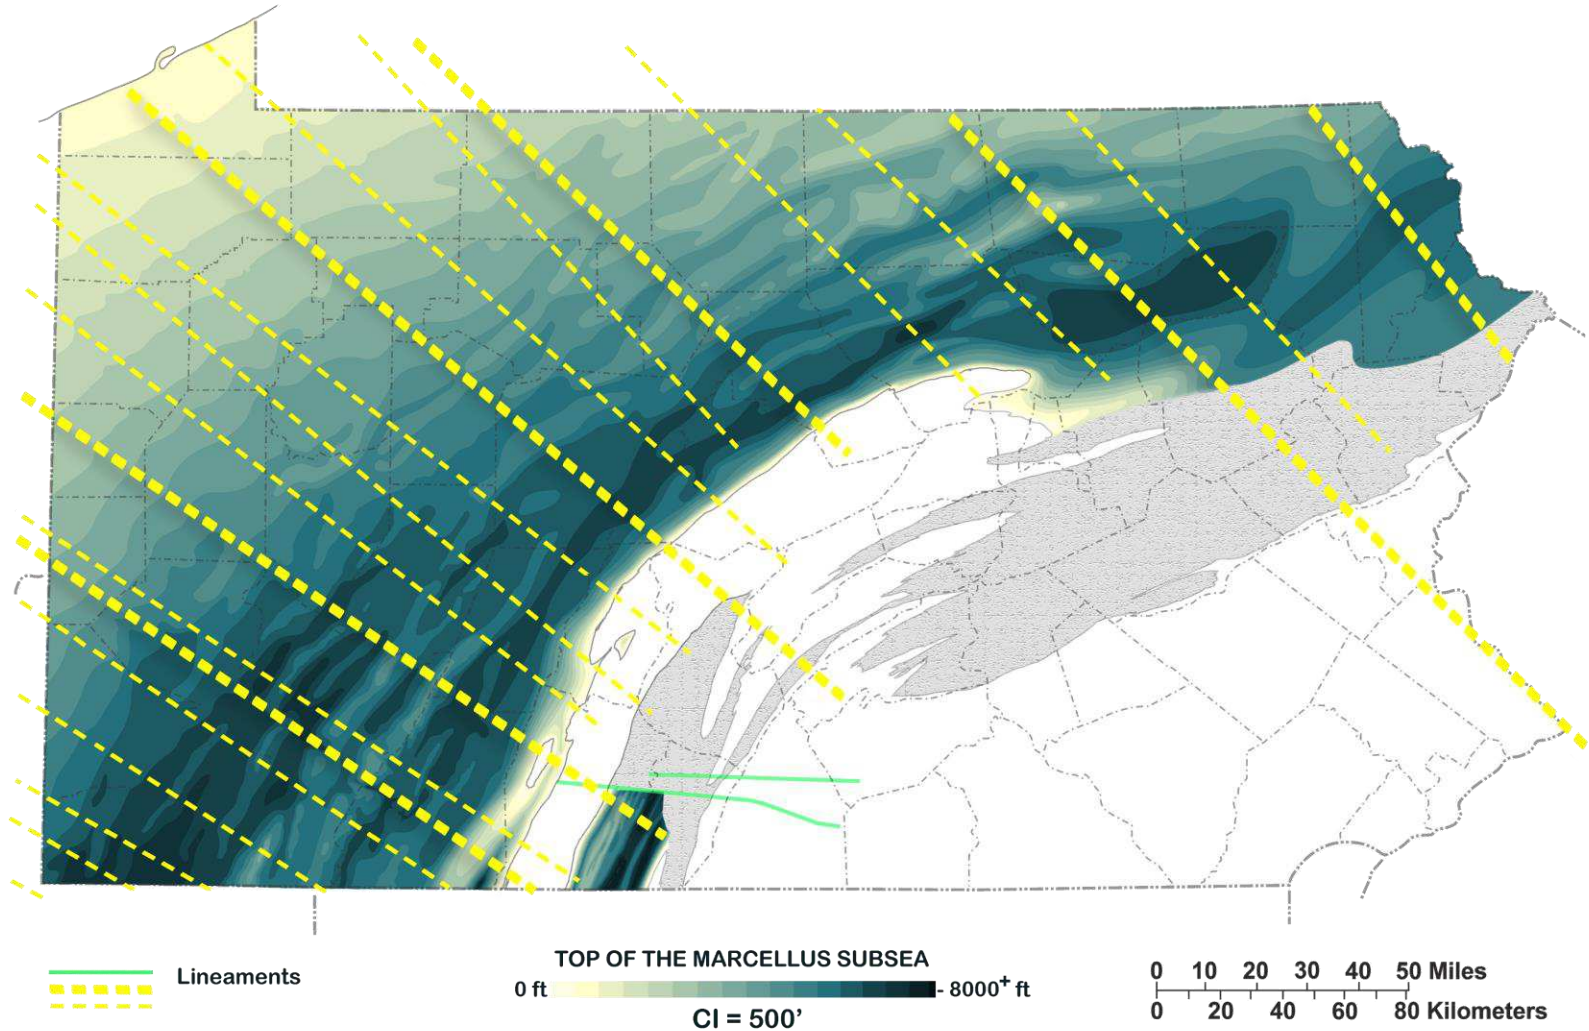 Lineaments
TOP OF THE MARCELLUS SUBSEA
0 ft - 8000+ ft
CI = 500'
0 10 20 30 40 50 Miles
0 20 40 60 80 Kilometers